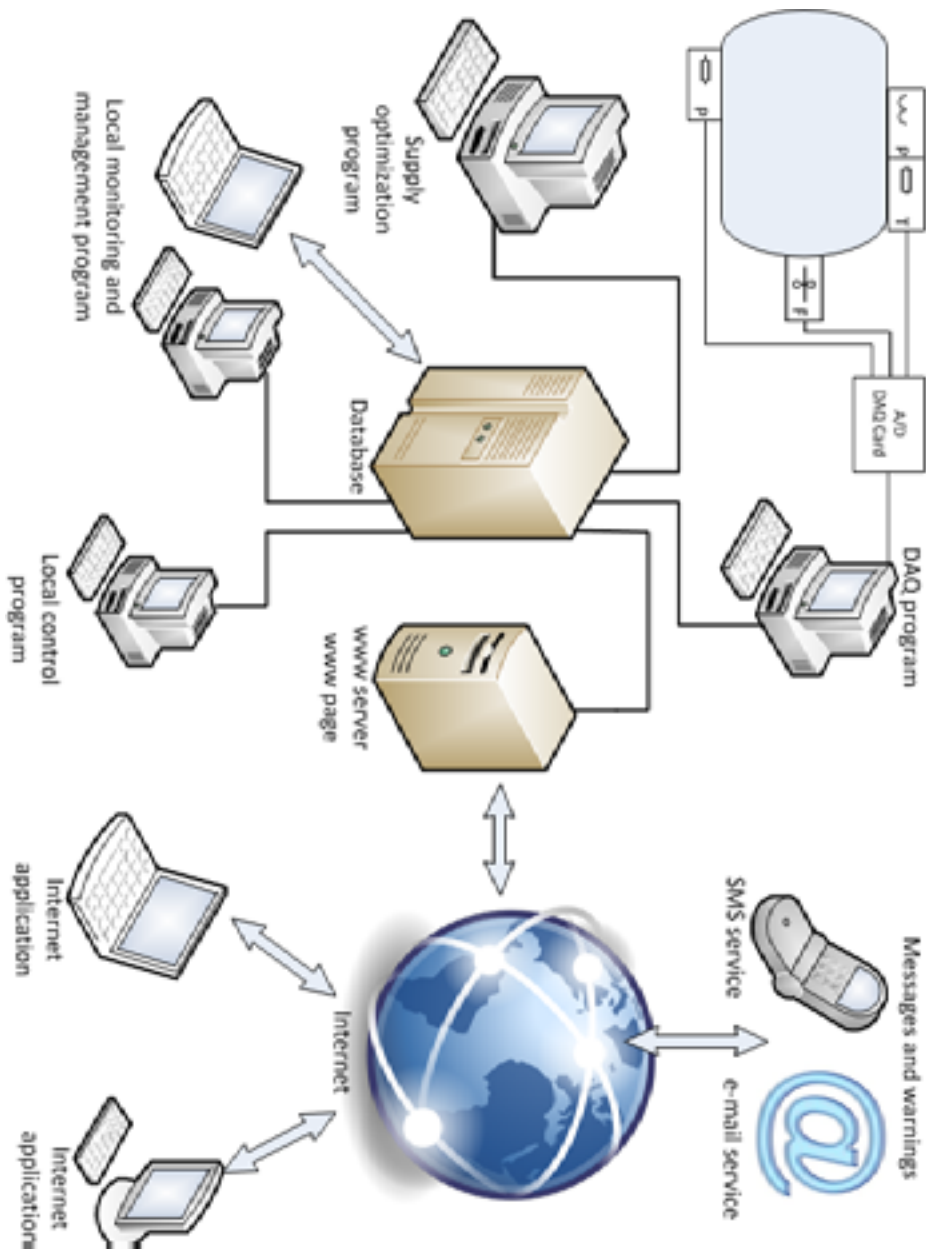 p T
DAQ program
Messages and warnings
A/D
DAQ Card
F
p
SMS service
e-mail service
Supply
optimization
program
Database
www server
www page
Internet
Local monitoring and
management program
Local control
program
Internet
application
Internet
application